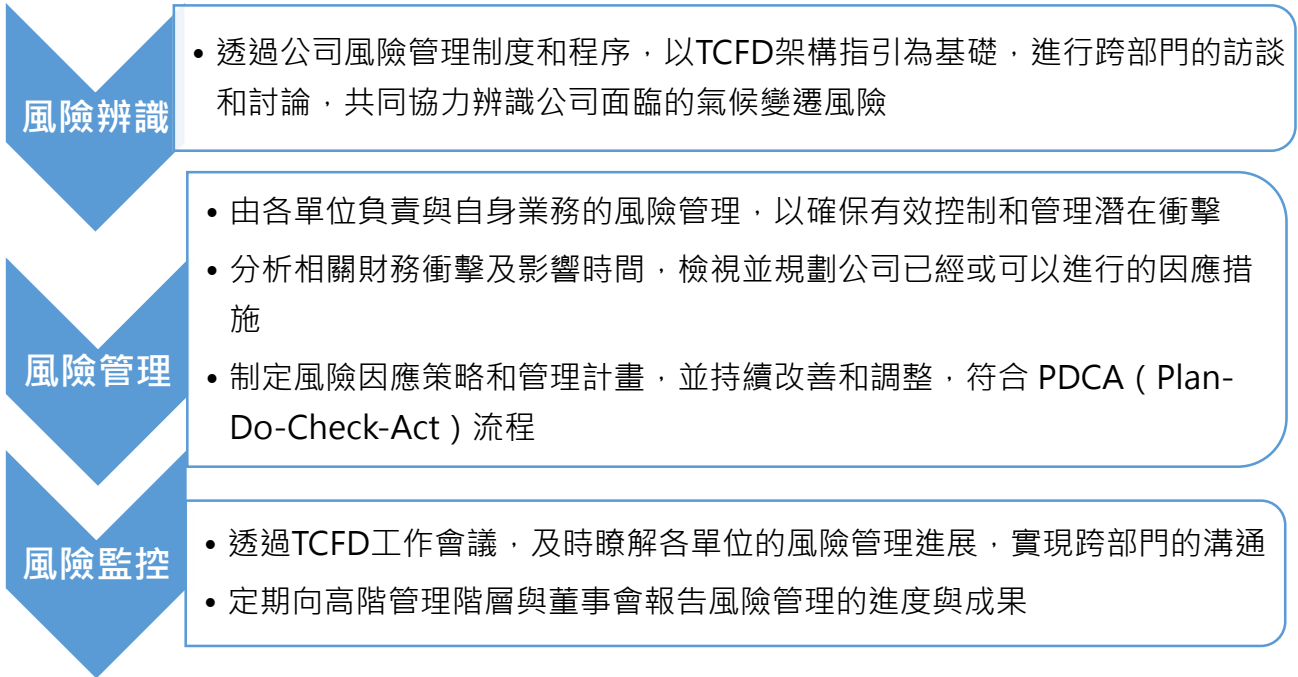 風險辨識
• 透過公司風險管理制度和程序，以TCFD架構指引為基礎，進行跨部門的訪談
和討論，共同協力辨識公司面臨的氣候變遷風險
風險管理
• 由各單位負責與自身業務的風險管理，以確保有效控制和管理潛在衝擊
• 分析相關財務衝擊及影響時間，檢視並規劃公司已經或可以進行的因應措
施
• 制定風險因應策略和管理計畫，並持續改善和調整，符合 PDCA（Plan-
Do-Check-Act）流程
風險監控
• 透過TCFD工作會議，及時瞭解各單位的風險管理進展，實現跨部門的溝通
• 定期向高階管理階層與董事會報告風險管理的進度與成果